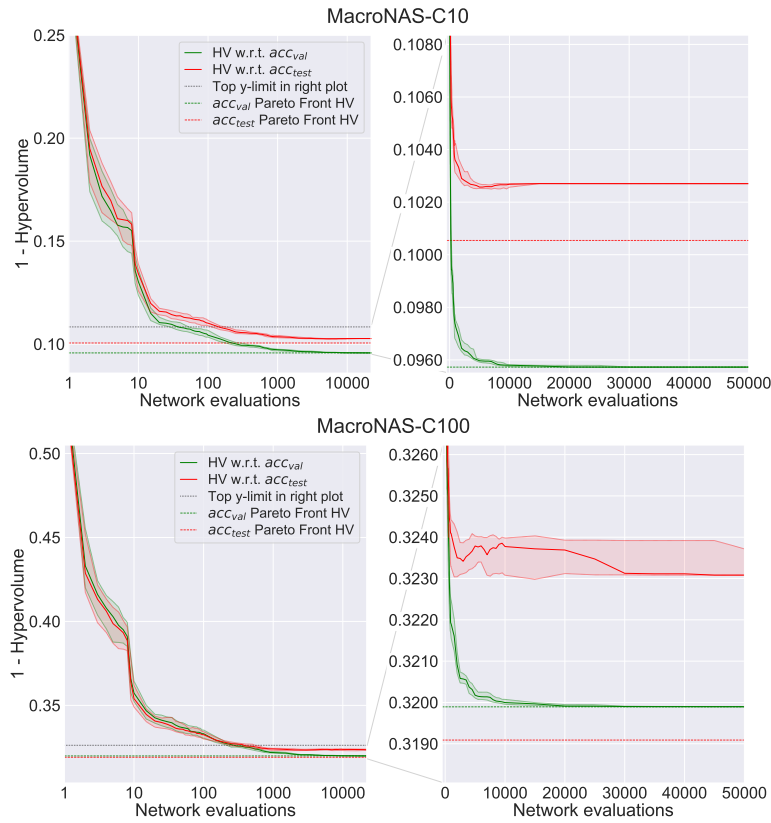 MacroNAS-C10
1 - Hypervolume
0.25
0.20
0.15
0.10
HV w.r.t. acc_val
HV w.r.t. acc_test
Top y-limit in right plot
acc_val Pareto Front HV
acc_test Pareto Front HV
1 10 100 1000 10000
Network evaluations
0.1080
0.1060
0.1040
0.1020
0.1000
0.0980
0.0960
0 10000 20000 30000 40000 50000
Network evaluations
MacroNAS-C100
1 - Hypervolume
0.50
0.45
0.40
0.35
HV w.r.t. acc_val
HV w.r.t. acc_test
Top y-limit in right plot
acc_val Pareto Front HV
acc_test Pareto Front HV
1 10 100 1000 10000
Network evaluations
0.3260
0.3250
0.3240
0.3230
0.3220
0.3210
0.3200
0.3190
0 10000 20000 30000 40000 50000
Network evaluations